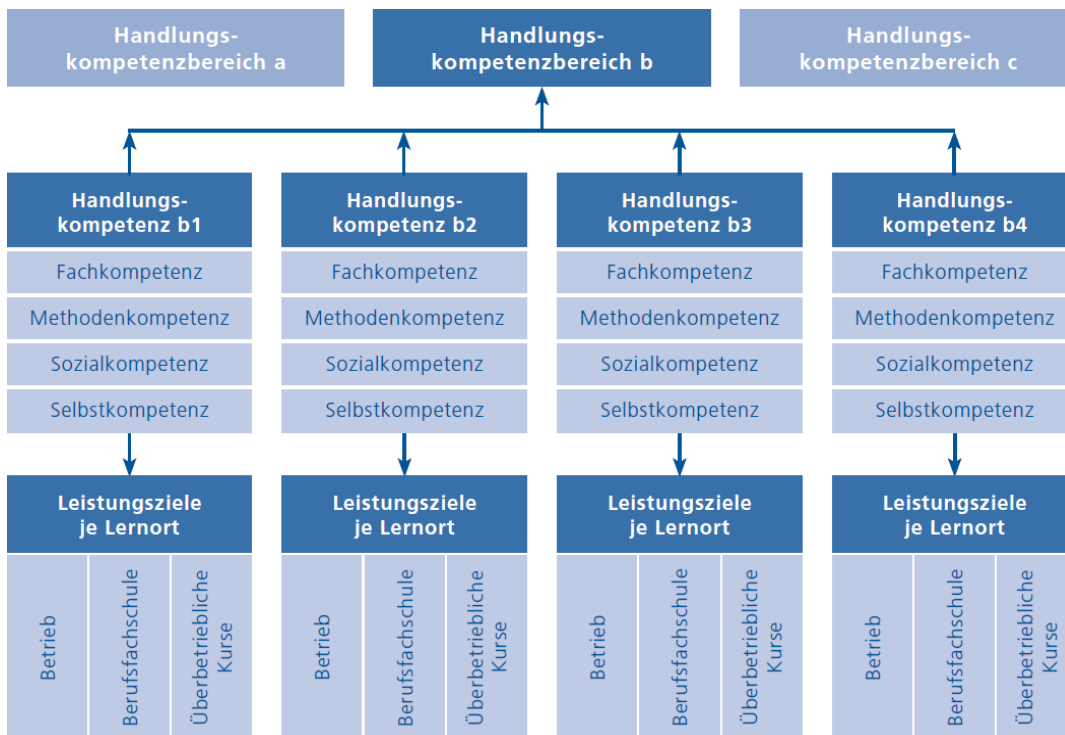 Handlungs-
kompetenzbereich a
Handlungs-
kompetenzbereich b
Handlungs-
kompetenzbereich c
Handlungs-
kompetenz b1
Fachkompetenz
Methodenkompetenz
Sozialkompetenz
Selbstkompetenz
Leistungsziele
je Lernort
Betrieb
Berufsfachschule
Überbetriebliche
Kurse
Handlungs-
kompetenz b2
Fachkompetenz
Methodenkompetenz
Sozialkompetenz
Selbstkompetenz
Leistungsziele
je Lernort
Betrieb
Berufsfachschule
Überbetriebliche
Kurse
Handlungs-
kompetenz b3
Fachkompetenz
Methodenkompetenz
Sozialkompetenz
Selbstkompetenz
Leistungsziele
je Lernort
Betrieb
Berufsfachschule
Überbetriebliche
Kurse
Handlungs-
kompetenz b4
Fachkompetenz
Methodenkompetenz
Sozialkompetenz
Selbstkompetenz
Leistungsziele
je Lernort
Betrieb
Berufsfachschule
Überbetriebliche
Kurse